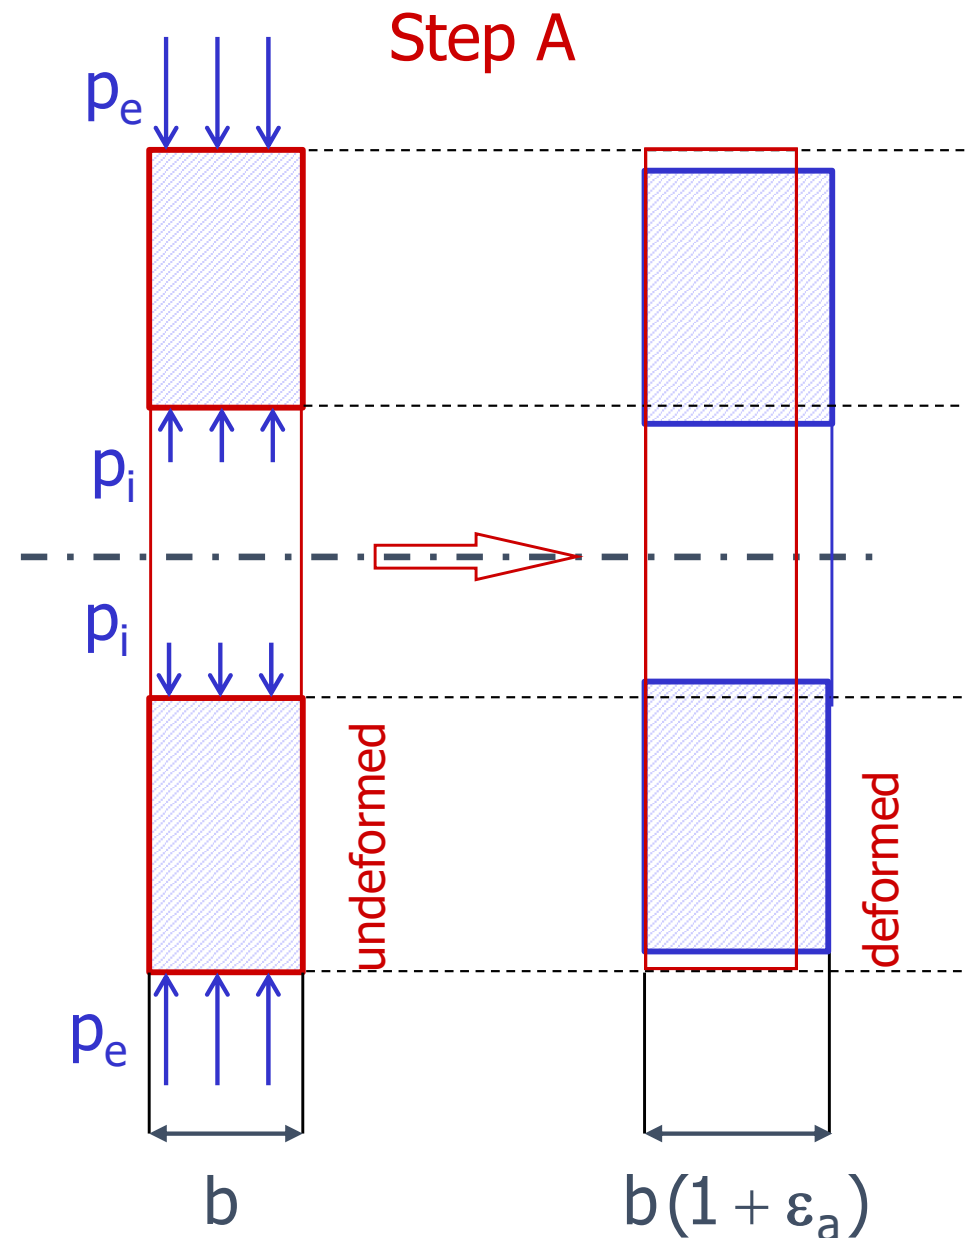 Step A
pₑ
pᵢ
pᵢ
undeformed
deformed
pₑ
b
b(1 + εₐ)